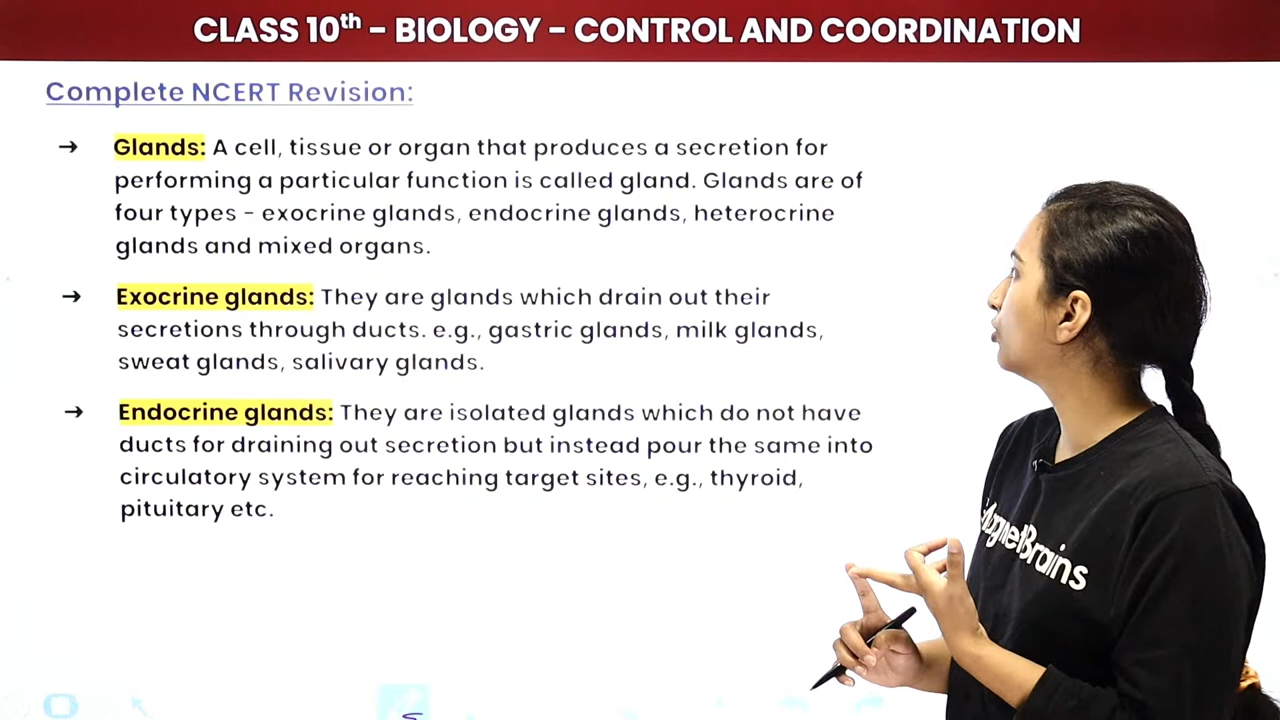 CLASS 10th – BIOLOGY – CONTROL AND COORDINATION
Complete NCERT Revision:
→ Glands: A cell, tissue or organ that produces a secretion for
performing a particular function is called gland. Glands are of
four types - exocrine glands, endocrine glands, heterocrine
glands and mixed organs.
→ Exocrine glands: They are glands which drain out their
secretions through ducts. e.g., gastric glands, milk glands,
sweat glands, salivary glands.
→ Endocrine glands: They are isolated glands which do not have
ducts for draining out secretion but instead pour the same into
circulatory system for reaching target sites, e.g., thyroid,
pituitary etc.
MagnetBrains